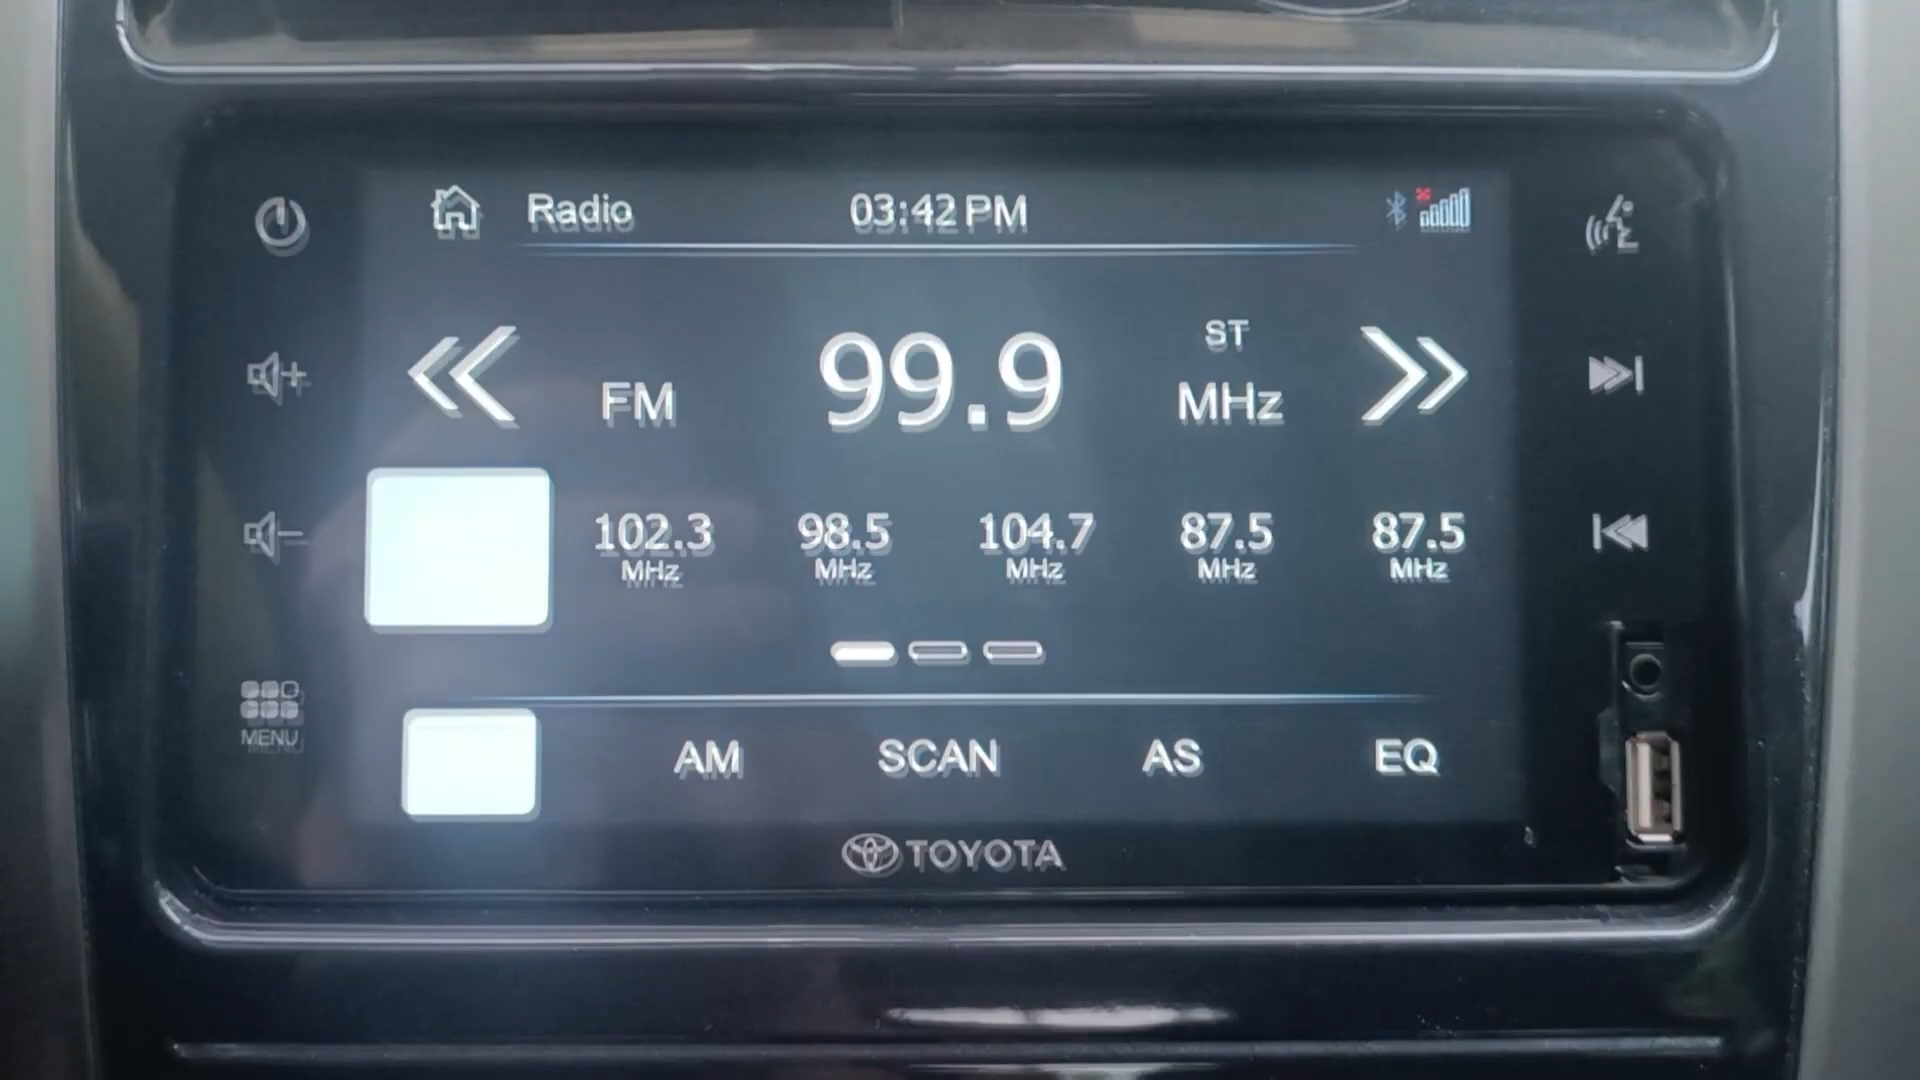 Radio 03:42 PM
ST
FM 99.9 MHz
102.3 98.5 104.7 87.5 87.5
MHz MHz MHz MHz MHz
MENU
AM SCAN AS EQ
TOYOTA